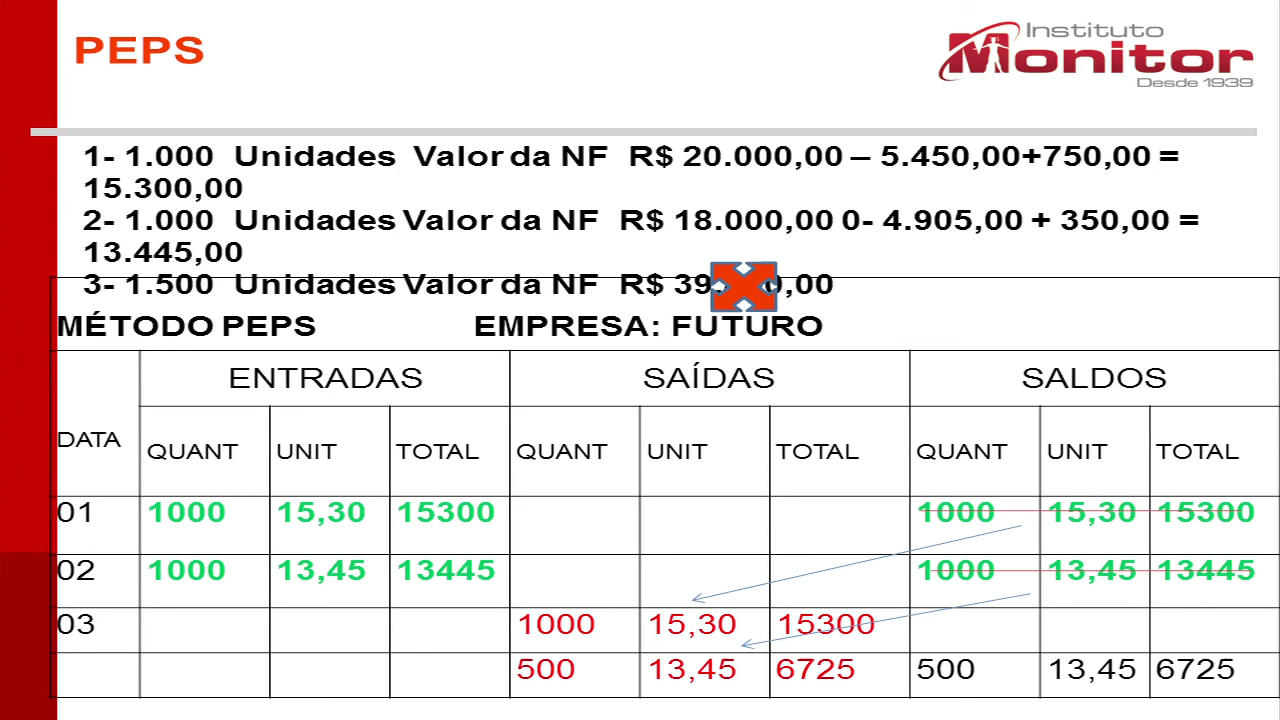 PEPS
Instituto
Monitor
Desde 1939
1- 1.000 Unidades Valor da NF R$ 20.000,00 – 5.450,00+750,00 =
15.300,00
2- 1.000 Unidades Valor da NF R$ 18.000,00 0- 4.905,00 + 350,00 =
13.445,00
3- 1.500 Unidades Valor da NF R$
MÉTODO PEPS EMPRESA: FUTURO
ENTRADAS SAÍDAS SALDOS
DATA QUANT UNIT TOTAL QUANT UNIT TOTAL QUANT UNIT TOTAL
01 1000 15,30 15300 1000 15,30 15300
02 1000 13,45 13445 1000 13,45 13445
03 1000 15,30 15300
500 13,45 6725 500 13,45 6725